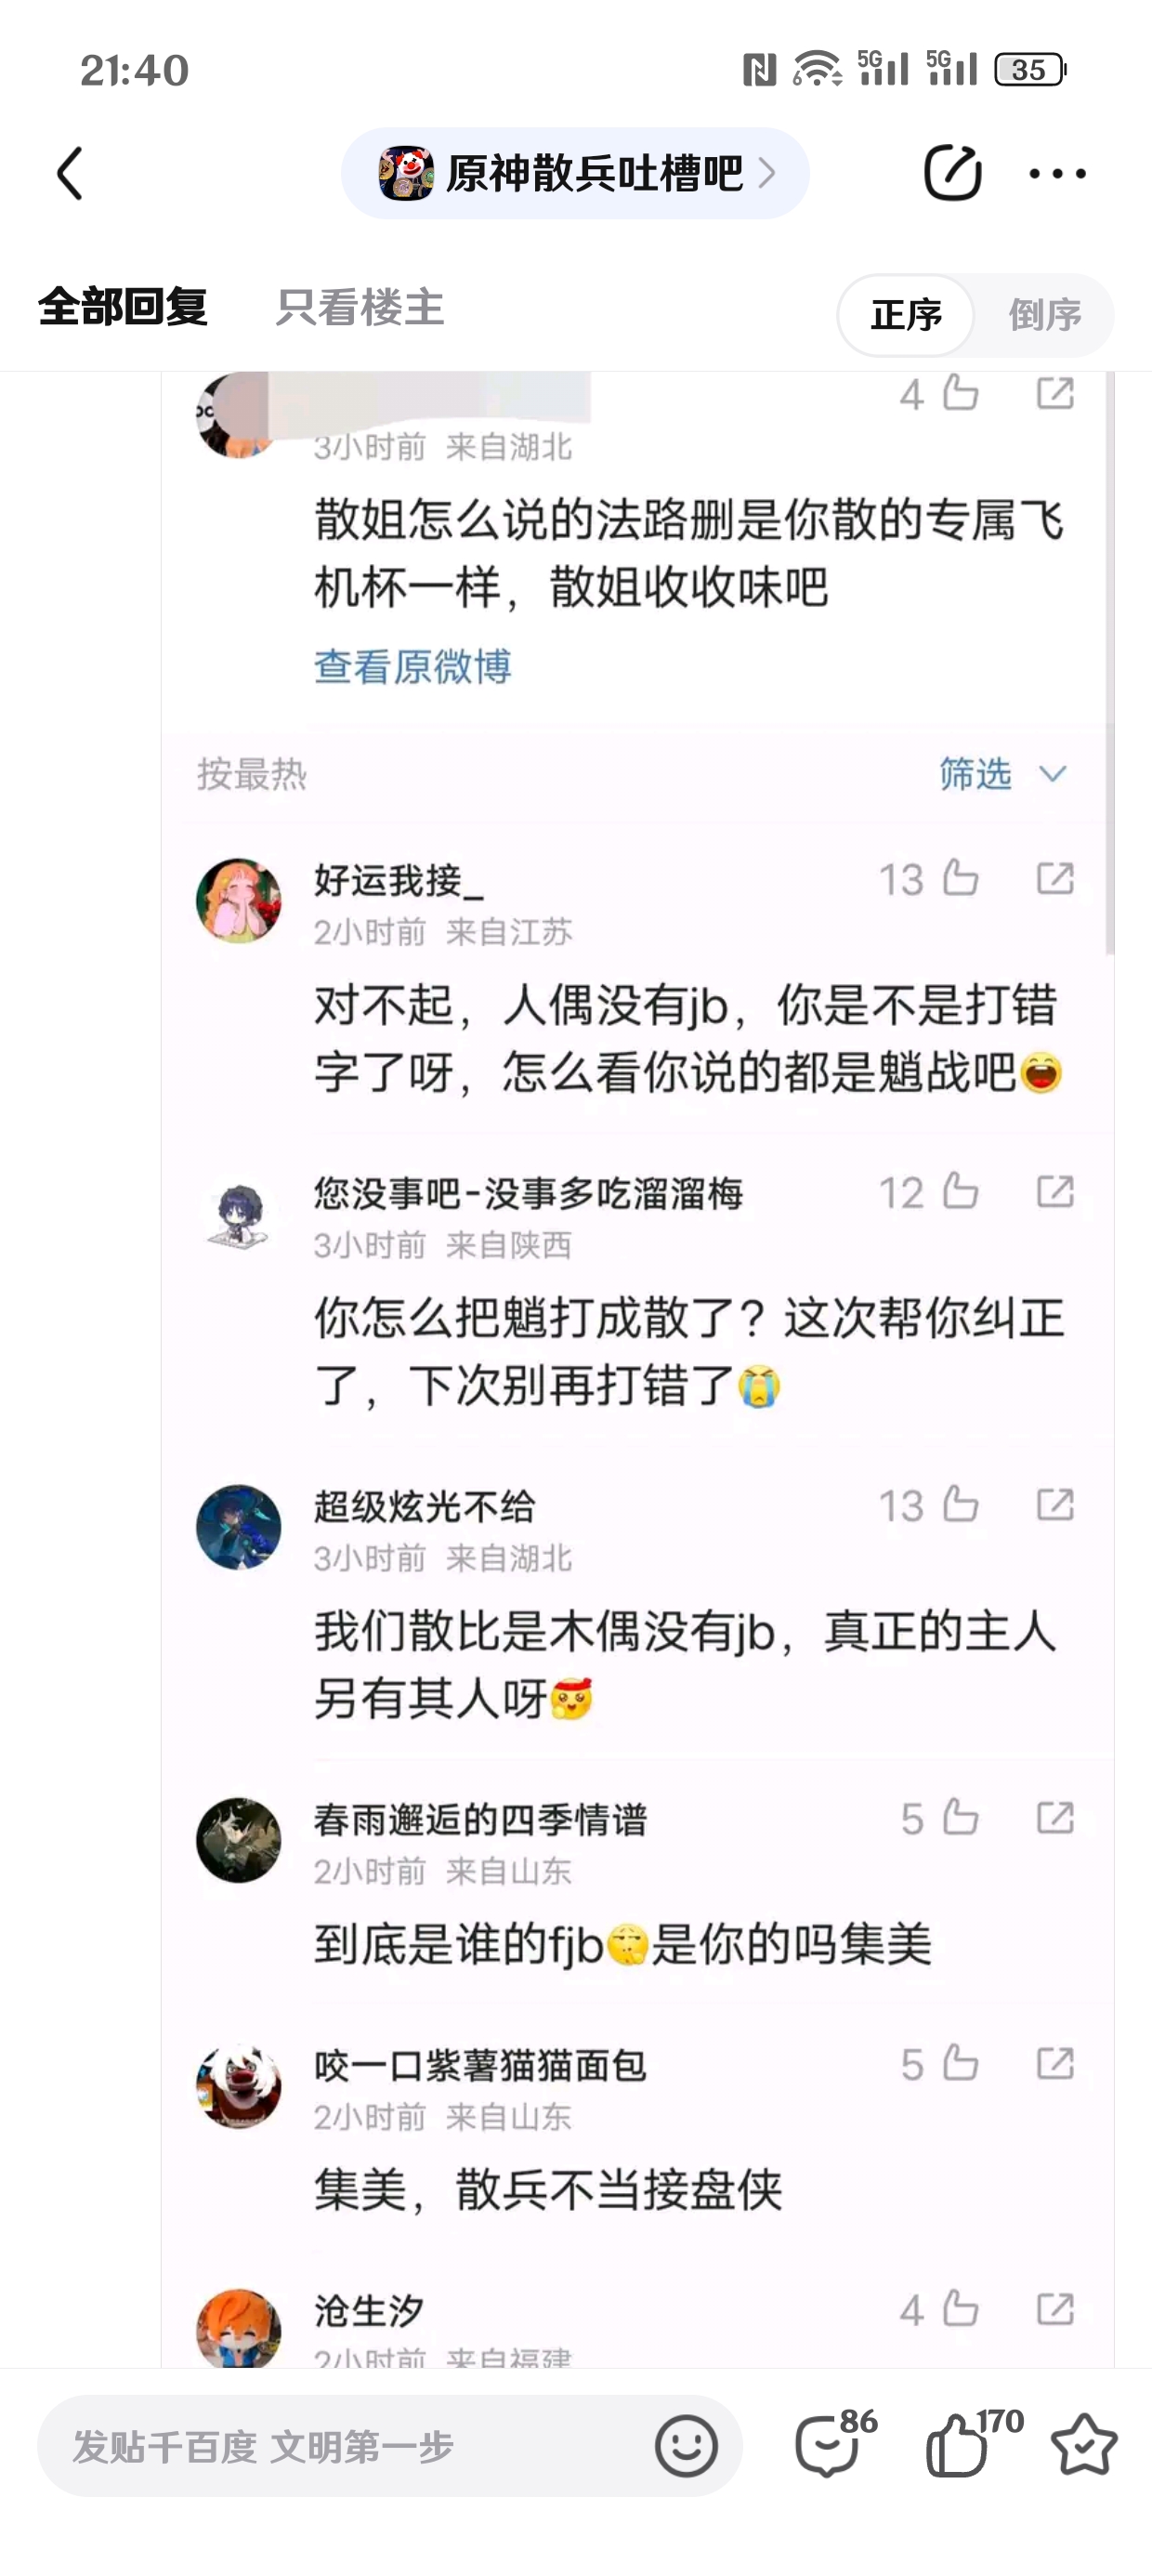 21:40
5G 5G 35
原神散兵吐槽吧
全部回复 只看楼主 正序 倒序
4
3小时前 来自湖北
散姐怎么说的法路删是你散的专属飞
机杯一样，散姐收收味吧
查看原微博
按最热 筛选
好运我接_ 13
2小时前 来自江苏
对不起，人偶没有jb，你是不是打错
字了呀，怎么看你说的都是魈战吧
您没事吧-没事多吃溜溜梅 12
3小时前 来自陕西
你怎么把魈打成散了？这次帮你纠正
了，下次别再打错了
超级炫光不给 13
3小时前 来自湖北
我们散比是木偶没有jb，真正的主人
另有其人呀
春雨邂逅的四季情谱 5
2小时前 来自山东
到底是谁的fjb是你的吗集美
咬一口紫薯猫猫面包 5
2小时前 来自山东
集美，散兵不当接盘侠
沧生汐 4
2小时前 来自福建
发贴千百度 文明第一步 86 170